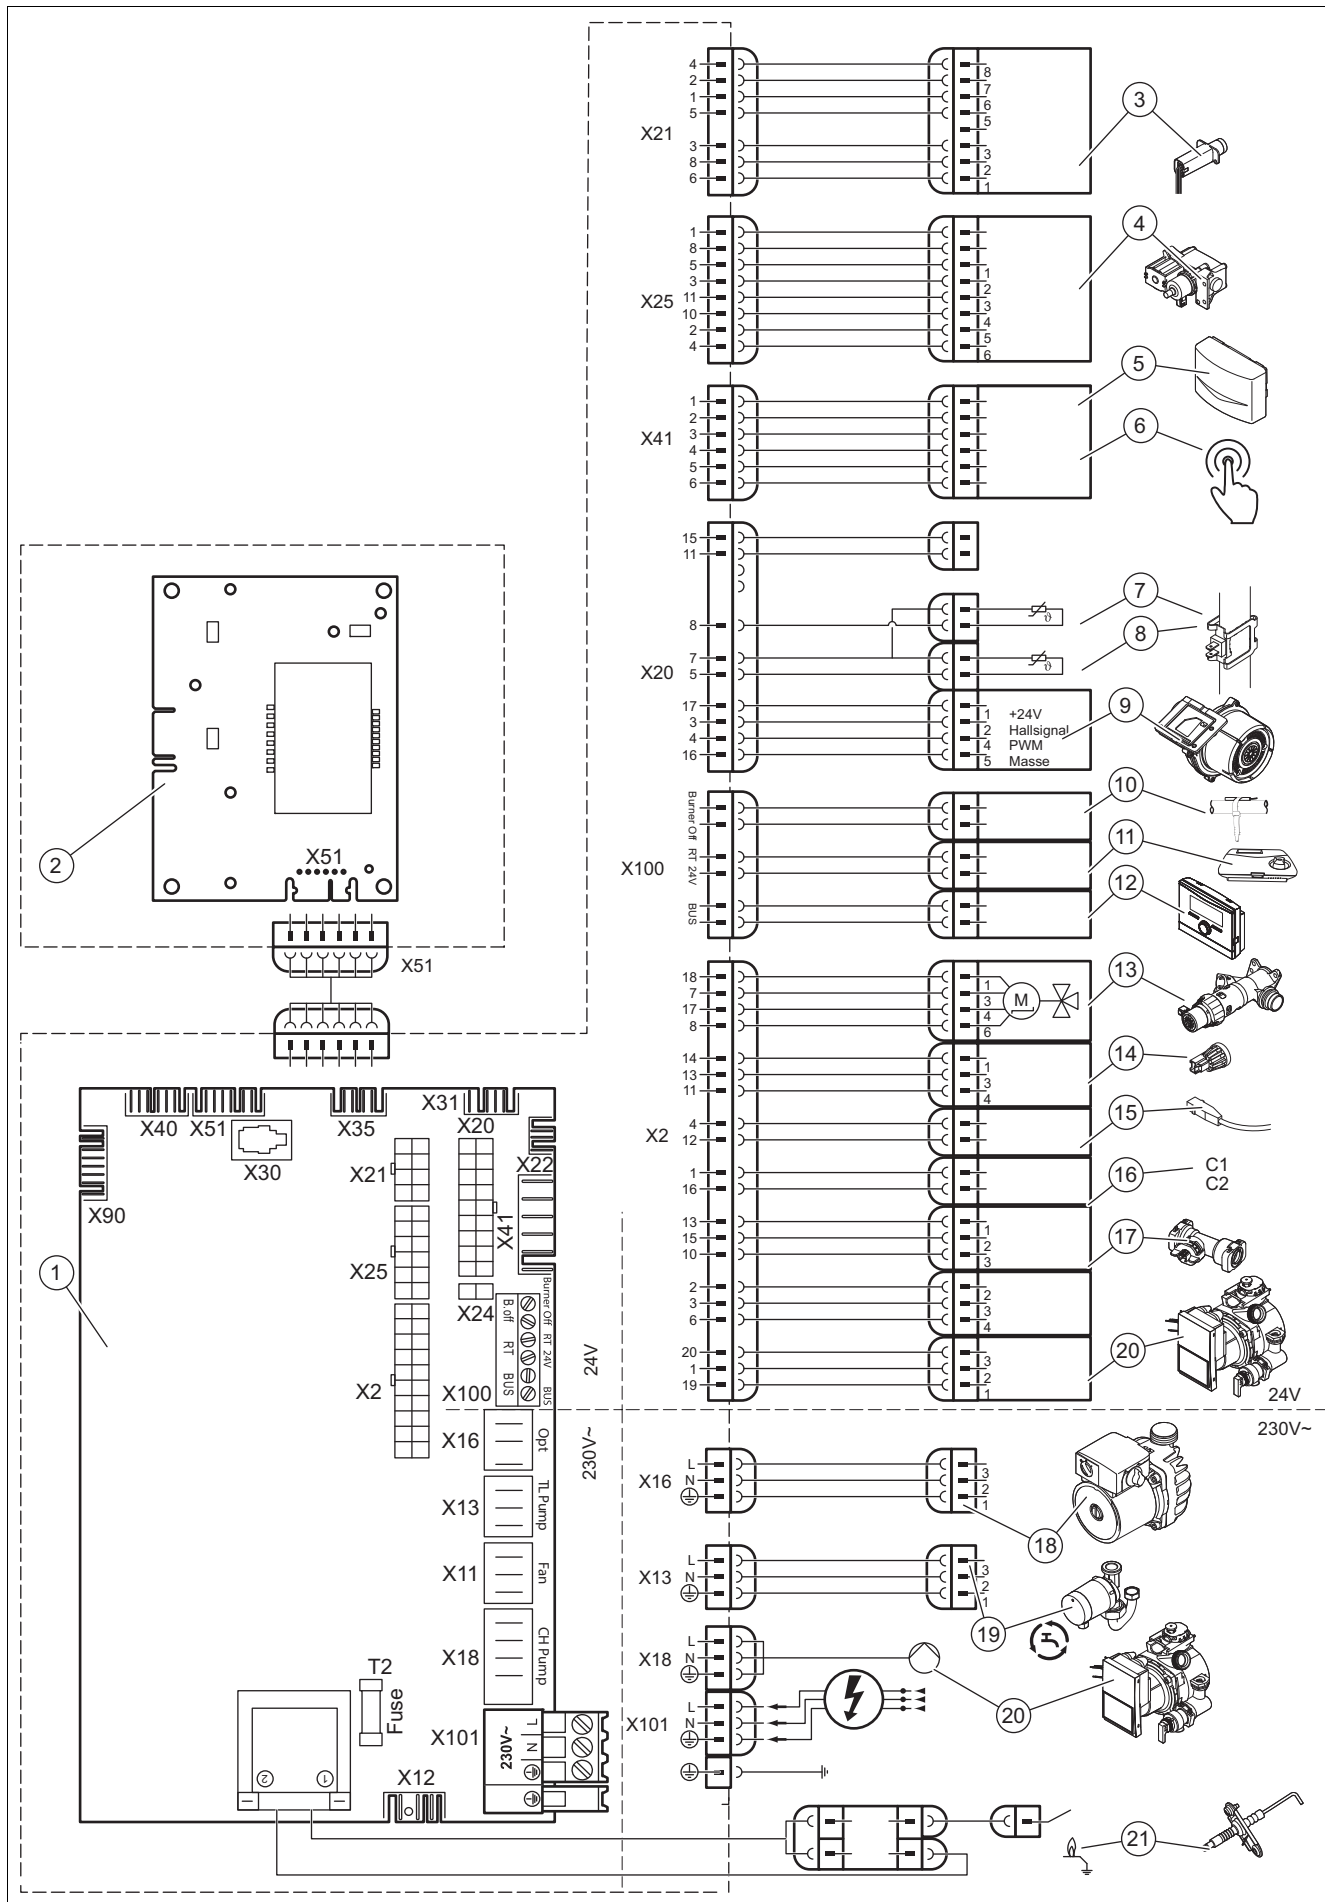 4
2
1
5
3
8
6
X21
8
7
6
5
3
2
1
3
1
8
5
3
11
10
2
4
X25
1
2
3
4
5
6
4
1
2
3
4
5
6
X41
5
6
15
11
8
7
5
17
3
4
16
X20
ϑ
ϑ
7
8
1 +24V
2 Hallsignal
4 PWM
5 Masse
9
Burner Off
RT 24V
BUS
X100
10
11
12
18
7
17
8
14
13
11
4
12
1
16
13
15
10
2
3
6
20
1
19
X2
1
3
4
6
M
13
1
3
4
14
15
16
C1
C2
1
2
3
17
2
3
4
3
2
1
20
24V
230V~
X16
L
N
3
2
1
18
X13
L
N
3
2
1
19
X18
L
N
20
X101
L
N
21
2
X51
X51
1
X40
X51
X30
X35
X31
X20
X22
X90
X21
X25
X41
X24
X2
X100
B.off
RT
BUS
Burner Off
RT 24V
BUS
24V
230V~
X16
Opt
X13
TL Pump
X11
Fan
X18
CH Pump
T2
Fuse
X101
230V~
L
N
X12
2
1